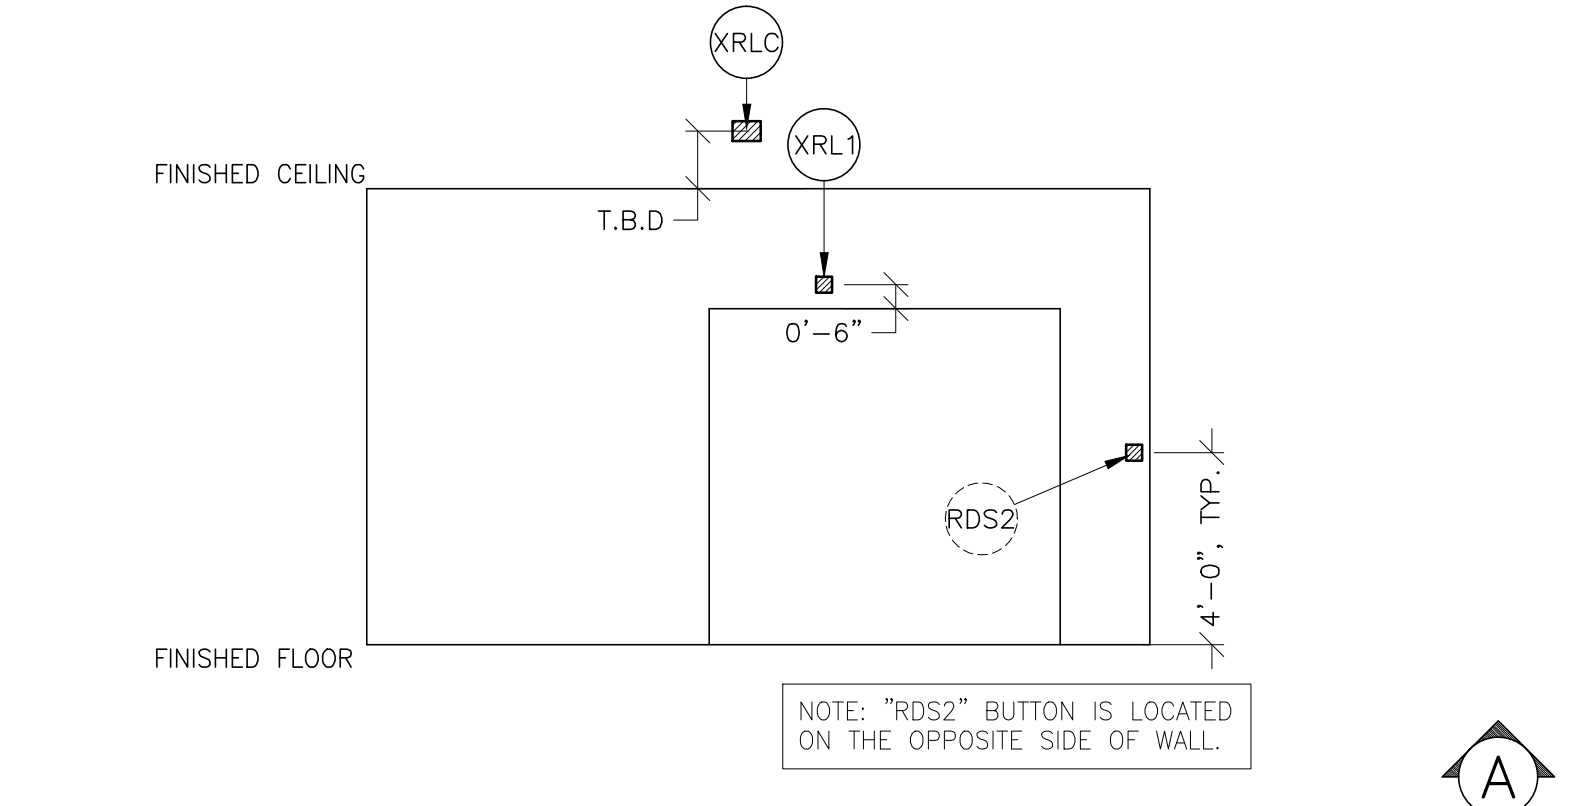 XRLC
XRL1
FINISHED CEILING
T.B.D
0'-6"
RDS2
4'-0", TYP.
FINISHED FLOOR
NOTE: "RDS2" BUTTON IS LOCATED
ON THE OPPOSITE SIDE OF WALL.
A